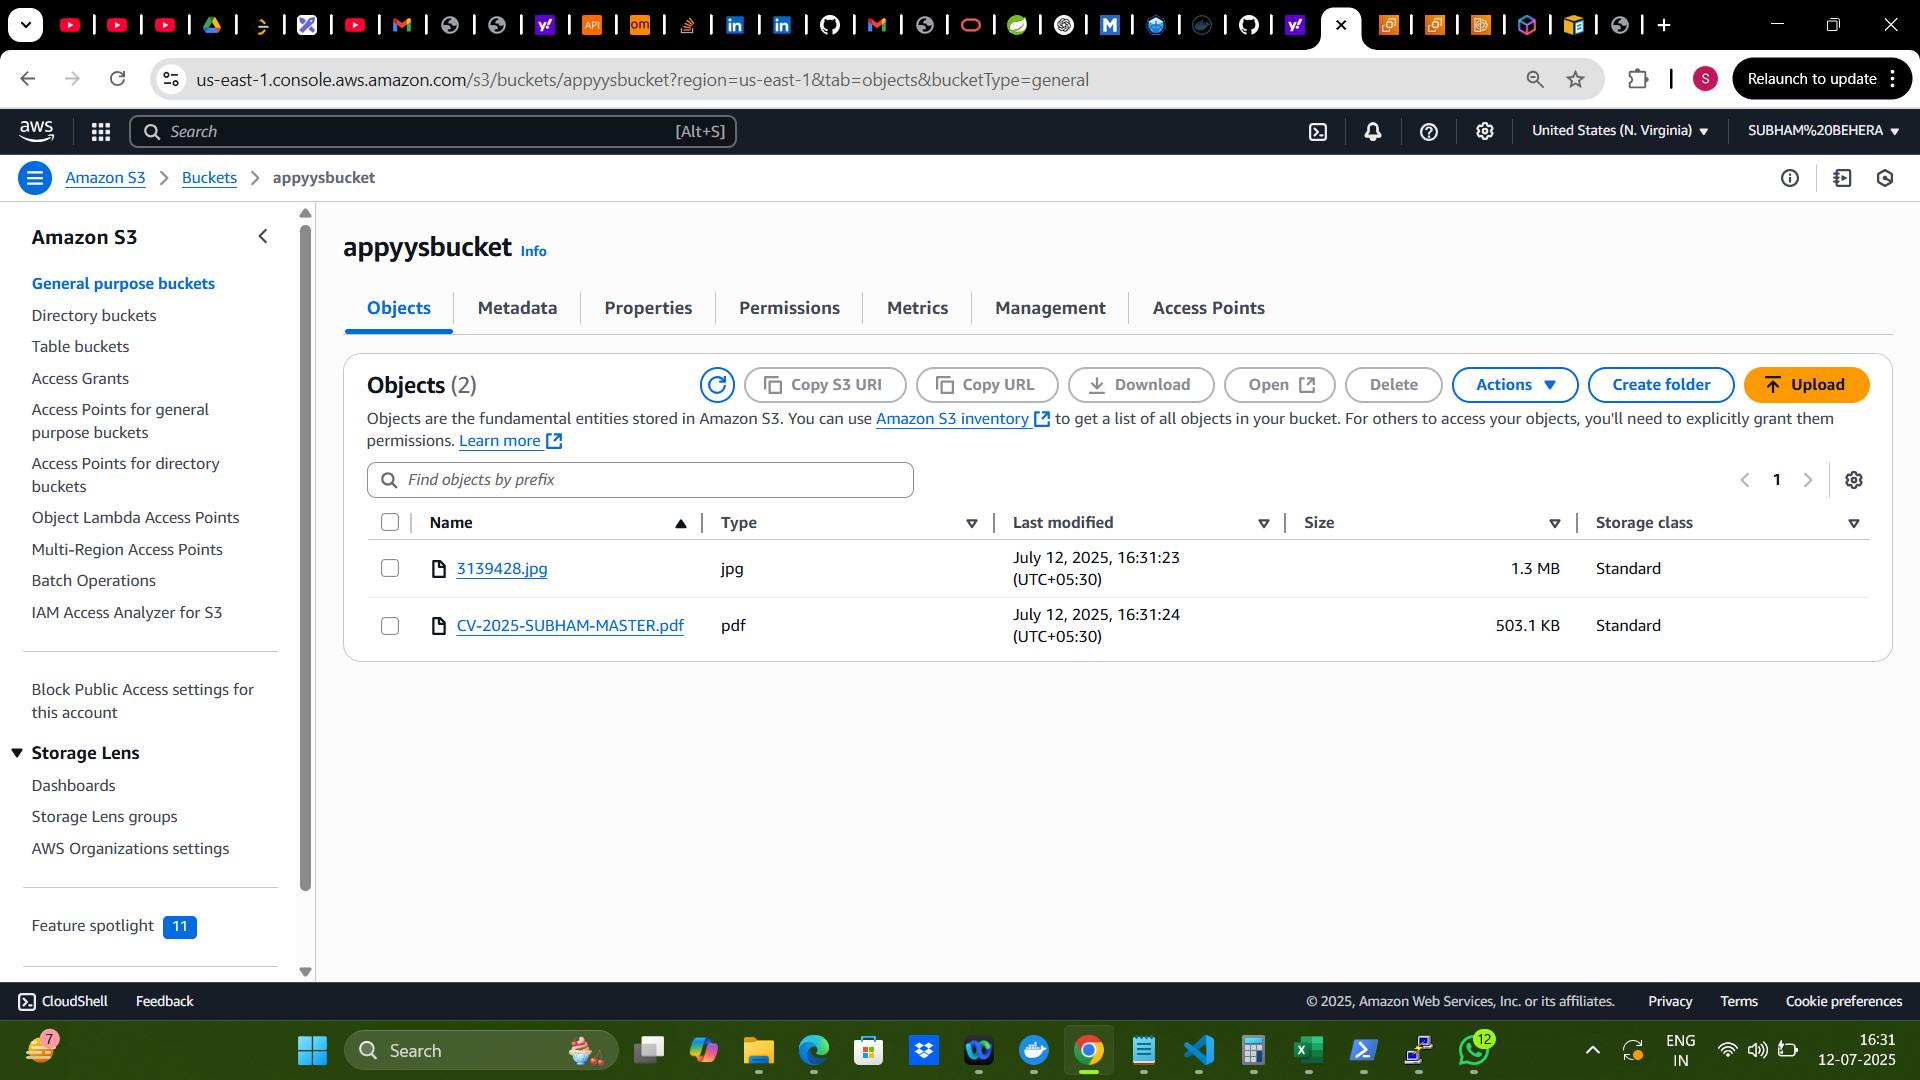 us-east-1.console.aws.amazon.com/s3/buckets/appyysbucket?region=us-east-1&tab=objects&bucketType=general
S
Relaunch to update
API
om
aws
Search
[Alt+S]
United States (N. Virginia)
SUBHAM%20BEHERA
Amazon S3
Buckets
appyysbucket
Amazon S3
General purpose buckets
Directory buckets
Table buckets
Access Grants
Access Points for general
purpose buckets
Access Points for directory
buckets
Object Lambda Access Points
Multi-Region Access Points
Batch Operations
IAM Access Analyzer for S3
Block Public Access settings for
this account
Storage Lens
Dashboards
Storage Lens groups
AWS Organizations settings
Feature spotlight 11
appyysbucket Info
Objects
Metadata
Properties
Permissions
Metrics
Management
Access Points
Objects (2)
Copy S3 URI
Copy URL
Download
Open
Delete
Actions
Create folder
Upload
Objects are the fundamental entities stored in Amazon S3. You can use Amazon S3 inventory to get a list of all objects in your bucket. For others to access your objects, you'll need to explicitly grant them
permissions. Learn more
Find objects by prefix
1
Name Type Last modified Size Storage class
3139428.jpg jpg July 12, 2025, 16:31:23 (UTC+05:30) 1.3 MB Standard
CV-2025-SUBHAM-MASTER.pdf pdf July 12, 2025, 16:31:24 (UTC+05:30) 503.1 KB Standard
CloudShell Feedback
© 2025, Amazon Web Services, Inc. or its affiliates.
Privacy Terms Cookie preferences
7
Search
12
ENG
IN
16:31
12-07-2025